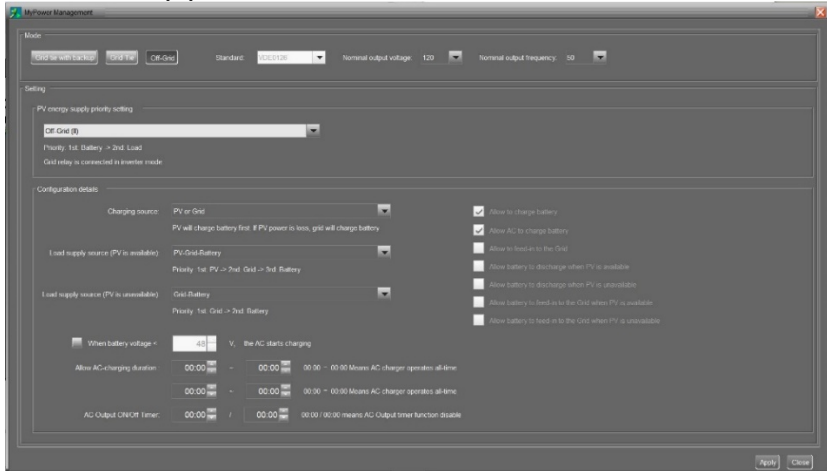 MyPower Management
Mode
Grid-tie with backup Grid-Tie Off-Grid Standard: VDE0126 Nominal output voltage: 120 Nominal output frequency: 50
Setting
PV energy supply priority setting
Off-Grid (II)
Priority: 1st. Battery -> 2nd. Load
Grid relay is connected in inverter mode
Configuration details
Charging source: PV or Grid
PV will charge battery first. If PV power is loss, grid will charge battery
Load supply source (PV is available): PV-Grid-Battery
Priority: 1st. PV -> 2nd. Grid -> 3rd. Battery
Load supply source (PV is unavailable): Grid-Battery
Priority: 1st. Grid -> 2nd. Battery
Allow to charge battery
Allow AC to charge battery
Allow to feed-in to the Grid
Allow battery to discharge when PV is available
Allow battery to discharge when PV is unavailable
Allow battery to feed-in to the Grid when PV is available
Allow battery to feed-in to the Grid when PV is unavailable
When battery voltage < 48 V, the AC starts charging
Allow AC-charging duration: 00:00 ~ 00:00 00:00 ~ 00:00 Means AC charger operates all-time
00:00 ~ 00:00 00:00 ~ 00:00 Means AC charger operates all-time
AC Output ON/Off Timer: 00:00 / 00:00 00:00 / 00:00 means AC Output timer function disable
Apply Close